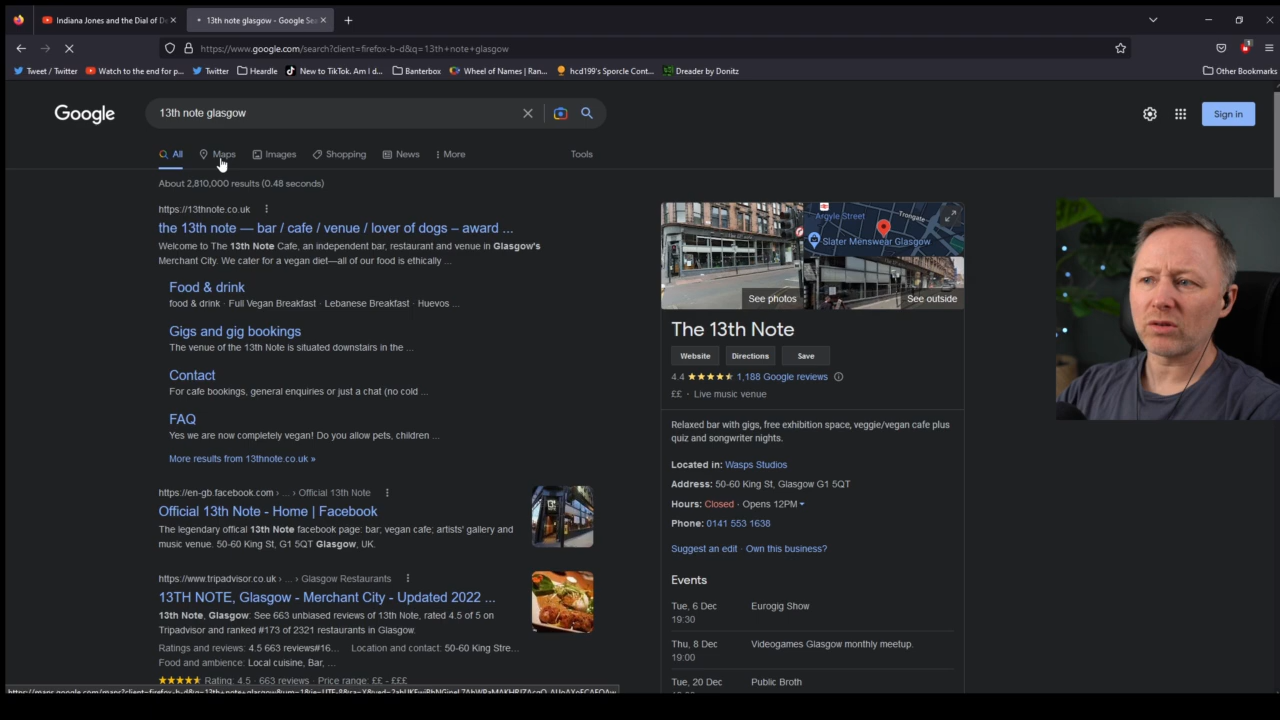 Indiana Jones and the Dial of De
13th note glasgow - Google Sea
https://www.google.com/search?client=firefox-b-d&q=13th+note+glasgow
Tweet / Twitter
Watch to the end for p...
Twitter
Heardle
New to TikTok. Am I d...
Banterbox
Wheel of Names | Ran...
hcd199's Sporcle Cont...
Dreader by Donitz
Other Bookmarks
Google
13th note glasgow
Sign in
All
Maps
Images
Shopping
News
More
Tools
About 2,810,000 results (0.48 seconds)
https://13thnote.co.uk
the 13th note — bar / cafe / venue / lover of dogs – award ...
Welcome to The 13th Note Cafe, an independent bar, restaurant and venue in Glasgow's
Merchant City. We cater for a vegan diet—all of our food is ethically ...
Food & drink
food & drink · Full Vegan Breakfast · Lebanese Breakfast · Huevos ...
Gigs and gig bookings
The venue of the 13th Note is situated downstairs in the ...
Contact
For cafe bookings, general enquiries or just a chat (no cold ...
FAQ
Yes we are now completely vegan! Do you allow pets, children ...
More results from 13thnote.co.uk »
https://en-gb.facebook.com › ... › Official 13th Note
Official 13th Note - Home | Facebook
The legendary offical 13th Note facebook page: bar; vegan cafe; artists' gallery and
music venue. 50-60 King St, G1 5QT Glasgow, UK.
https://www.tripadvisor.co.uk › ... › Glasgow Restaurants
13TH NOTE, Glasgow - Merchant City - Updated 2022 ...
13th Note, Glasgow: See 663 unbiased reviews of 13th Note, rated 4.5 of 5 on
Tripadvisor and ranked #173 of 2321 restaurants in Glasgow.
Ratings and reviews: 4.5 663 reviews#16... Location and contact: 50-60 King Stre...
Food and ambience: Local cuisine, Bar, ...
Rating: 4.5 · 663 reviews · Price range: ££ - £££
Argyle Street
Trongate
Slater Menswear Glasgow
See photos
See outside
The 13th Note
Website
Directions
Save
4.4
1,188 Google reviews
££ · Live music venue
Relaxed bar with gigs, free exhibition space, veggie/vegan cafe plus
quiz and songwriter nights.
Located in: Wasps Studios
Address: 50-60 King St, Glasgow G1 5QT
Hours: Closed · Opens 12PM
Phone: 0141 553 1638
Suggest an edit · Own this business?
Events
Tue, 6 Dec Eurogig Show
19:30
Thu, 8 Dec Videogames Glasgow monthly meetup.
19:00
Tue, 20 Dec Public Broth